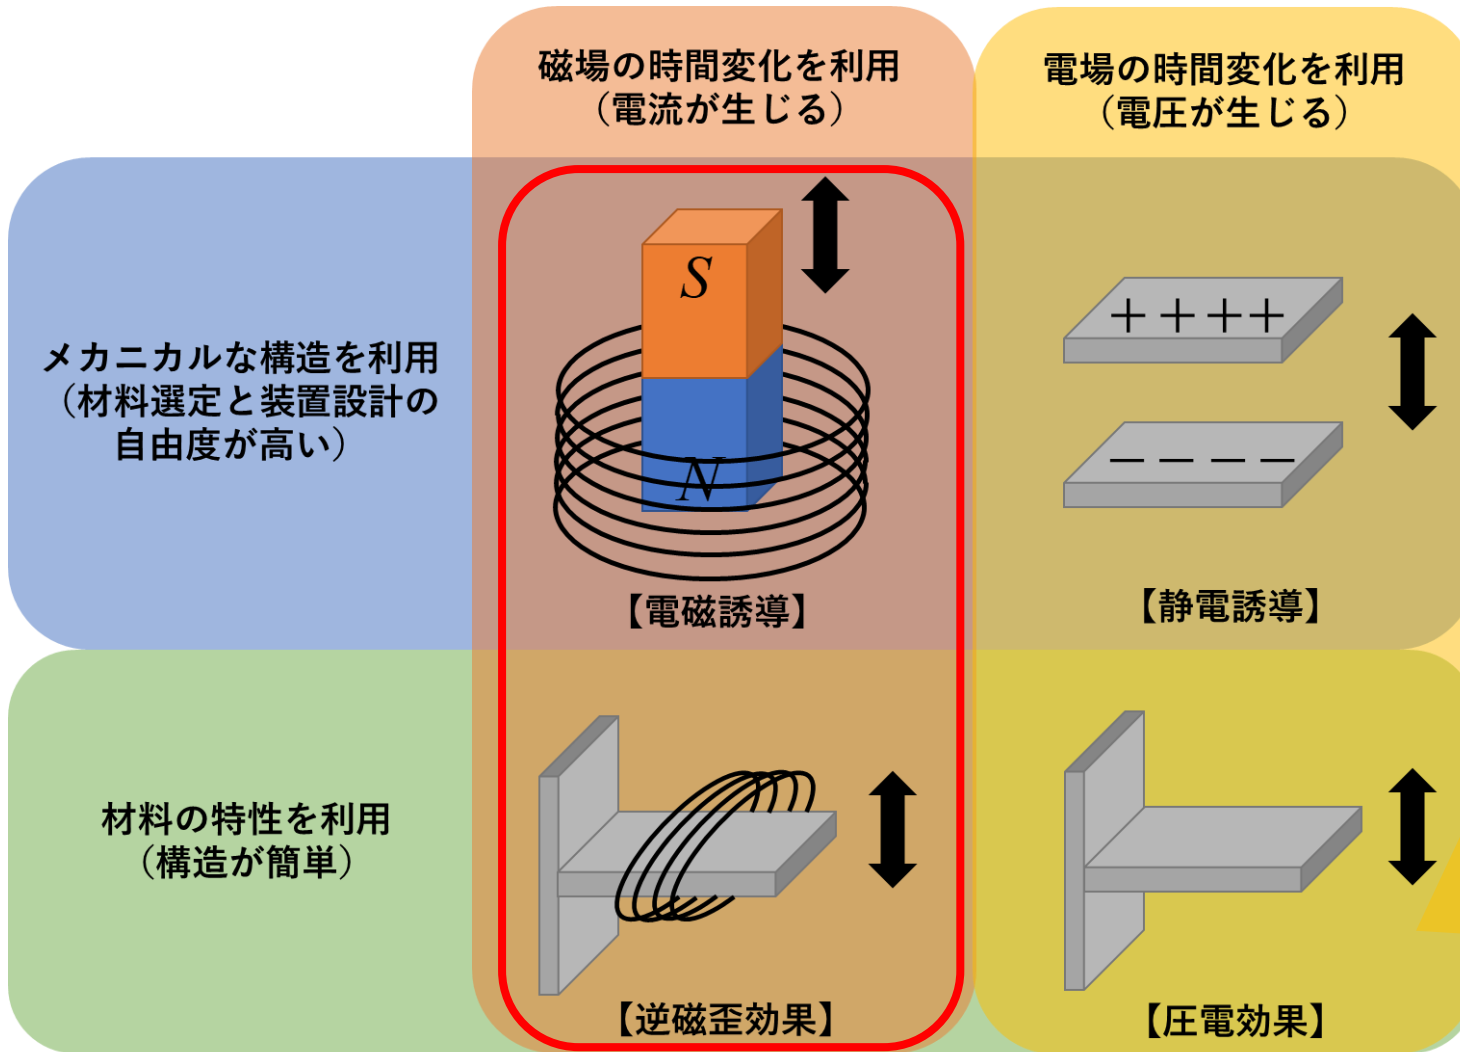 磁場の時間変化を利用
（電流が生じる）
電場の時間変化を利用
（電圧が生じる）
メカニカルな構造を利用
（材料選定と装置設計の
自由度が高い）
S
N
【電磁誘導】
＋＋＋＋
－－－－
【静電誘導】
材料の特性を利用
（構造が簡単）
【逆磁歪効果】
【圧電効果】